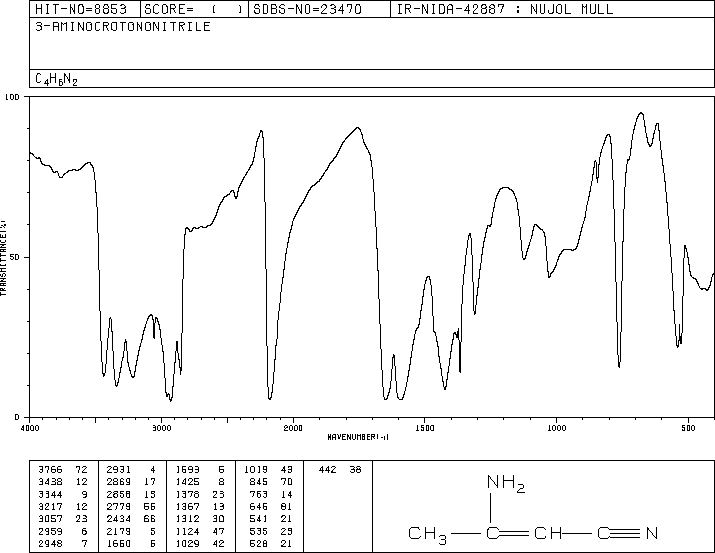 HIT-NO=8853 SCORE= ( ) SDBS-NO=23470 IR-NIDA-42887 : NUJOL MULL
3-AMINOCROTONONITRILE
C4H6N2
100
50
0
TRANSMITTANCE(%)
4000 3000 2000 1500 1000 500
WAVENUMBER(-1)
3766 72 2931 4 1593 6 1019 49 442 38
3438 12 2869 17 1425 8 845 70
3344 9 2858 15 1378 25 763 14
3217 12 2779 66 1367 13 646 81
3057 23 2434 66 1312 30 541 21
2959 6 2179 5 1124 47 535 29
2948 7 1660 5 1029 42 528 21
NH2
CH3 C CH C N